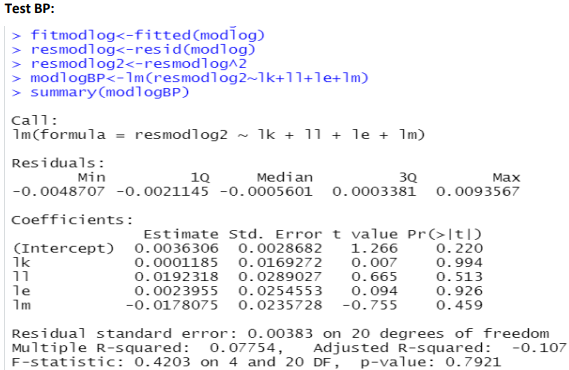 Test BP:
> fitmodlog<-fitted(modlog)
> resmodlog<-resid(modlog)
> resmodlog2<-resmodlog^2
> modlogBP<-lm(resmodlog2~lk+ll+le+lm)
> summary(modlogBP)
Call:
lm(formula = resmodlog2 ~ lk + ll + le + lm)
Residuals:
Min 1Q Median 3Q Max
-0.0048707 -0.0021145 -0.0005601 0.0003381 0.0093567
Coefficients:
Estimate Std. Error t value Pr(>|t|)
(Intercept) 0.0036306 0.0028682 1.266 0.220
lk 0.0001185 0.0169272 0.007 0.994
ll 0.0192318 0.0289027 0.665 0.513
le 0.0023955 0.0254553 0.094 0.926
lm -0.0178075 0.0235728 -0.755 0.459
Residual standard error: 0.00383 on 20 degrees of freedom
Multiple R-squared: 0.07754, Adjusted R-squared: -0.107
F-statistic: 0.4203 on 4 and 20 DF, p-value: 0.7921